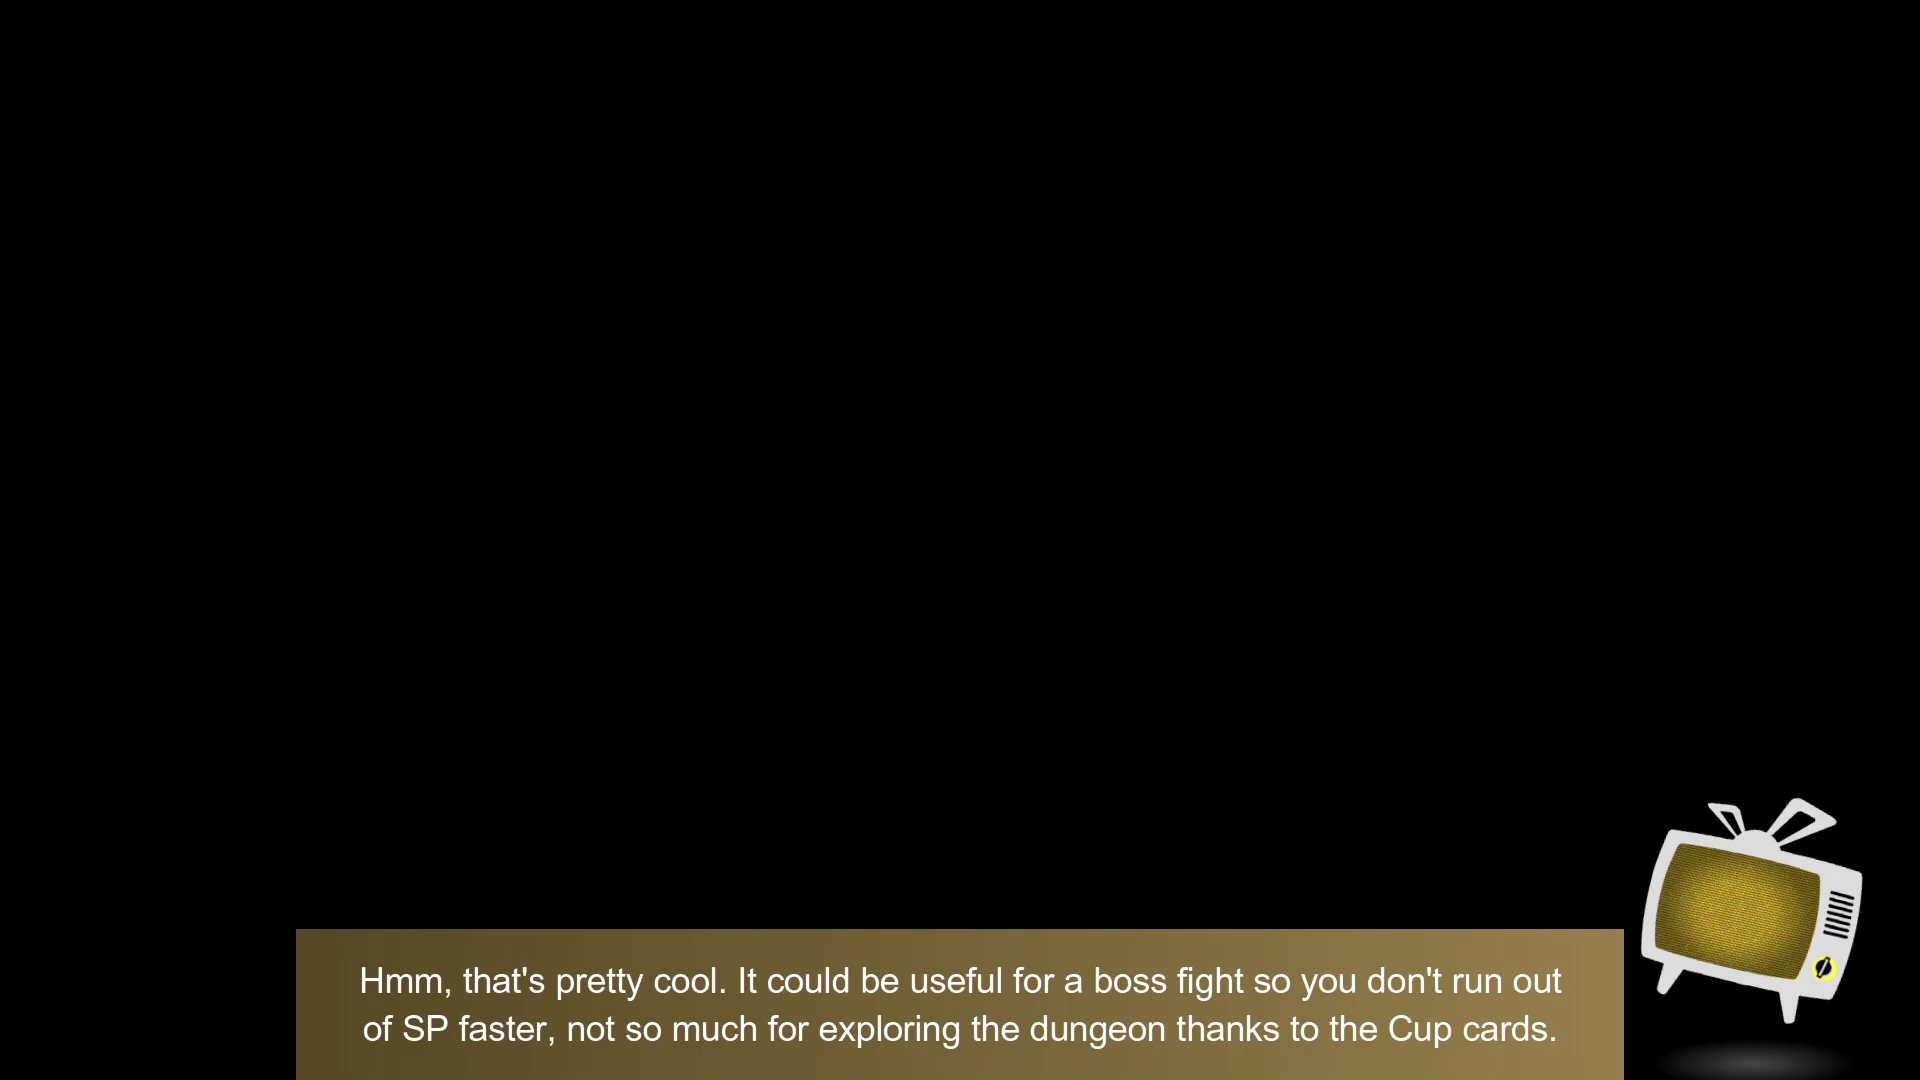 Hmm, that's pretty cool. It could be useful for a boss fight so you don't run out
of SP faster, not so much for exploring the dungeon thanks to the Cup cards.